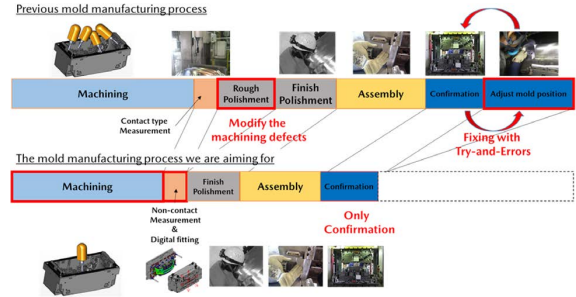 Previous mold manufacturing process
Machining
Rough
Polishment
Finish
Polishment
Assembly
Confirmation
Adjust mold position
Contact type
Measurement
Modify the
machining defects
Fixing with
Try-and-Errors
The mold manufacturing process we are aiming for
Machining
Finish
Polishment
Assembly
Confirmation
Non-contact
Measurement
&
Digital fitting
Only
Confirmation